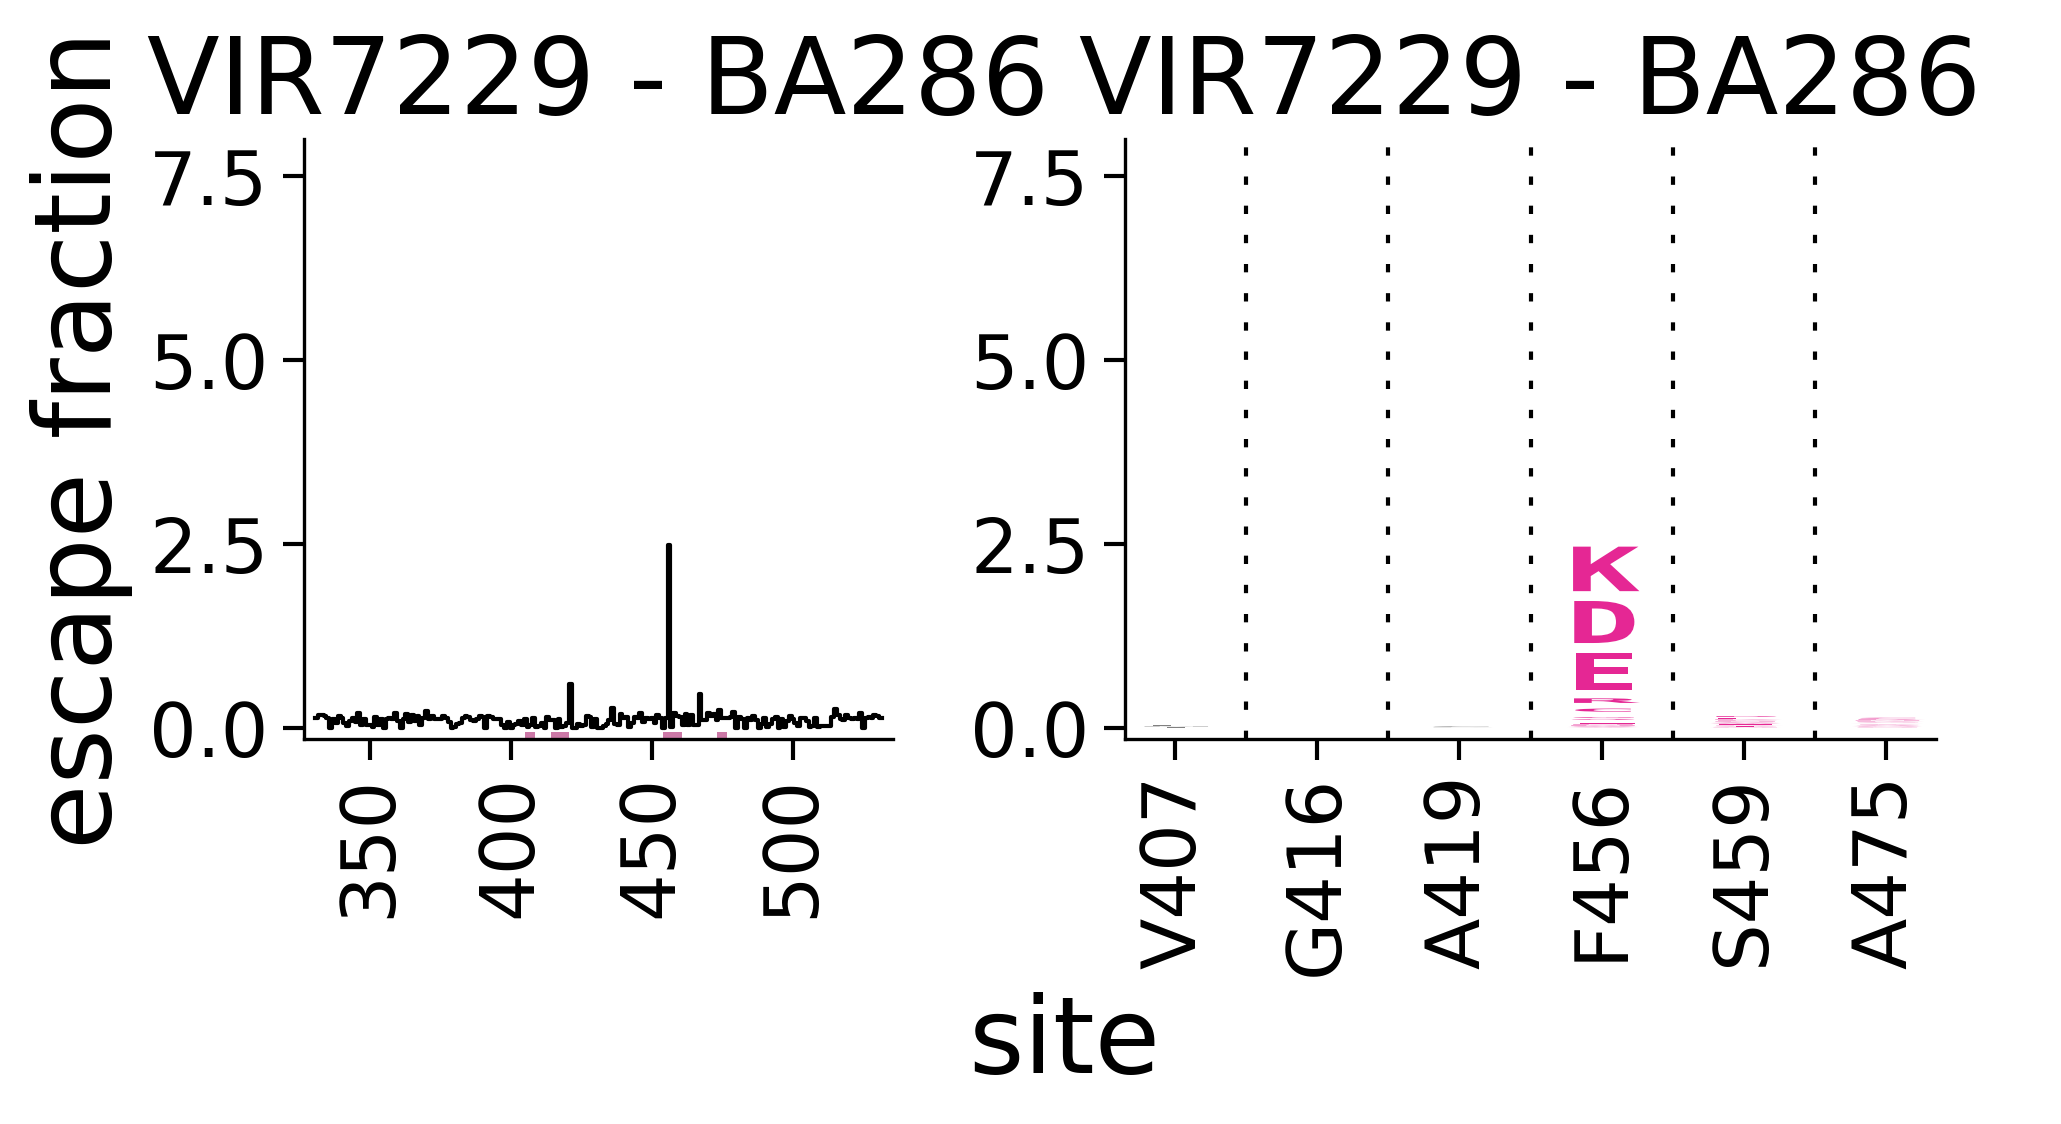 VIR7229 - BA286 VIR7229 - BA286
escape fraction
7.5
5.0
2.5
0.0
350
400
450
500
7.5
5.0
2.5
0.0
K
D
E
V407
G416
A419
F456
S459
A475
site